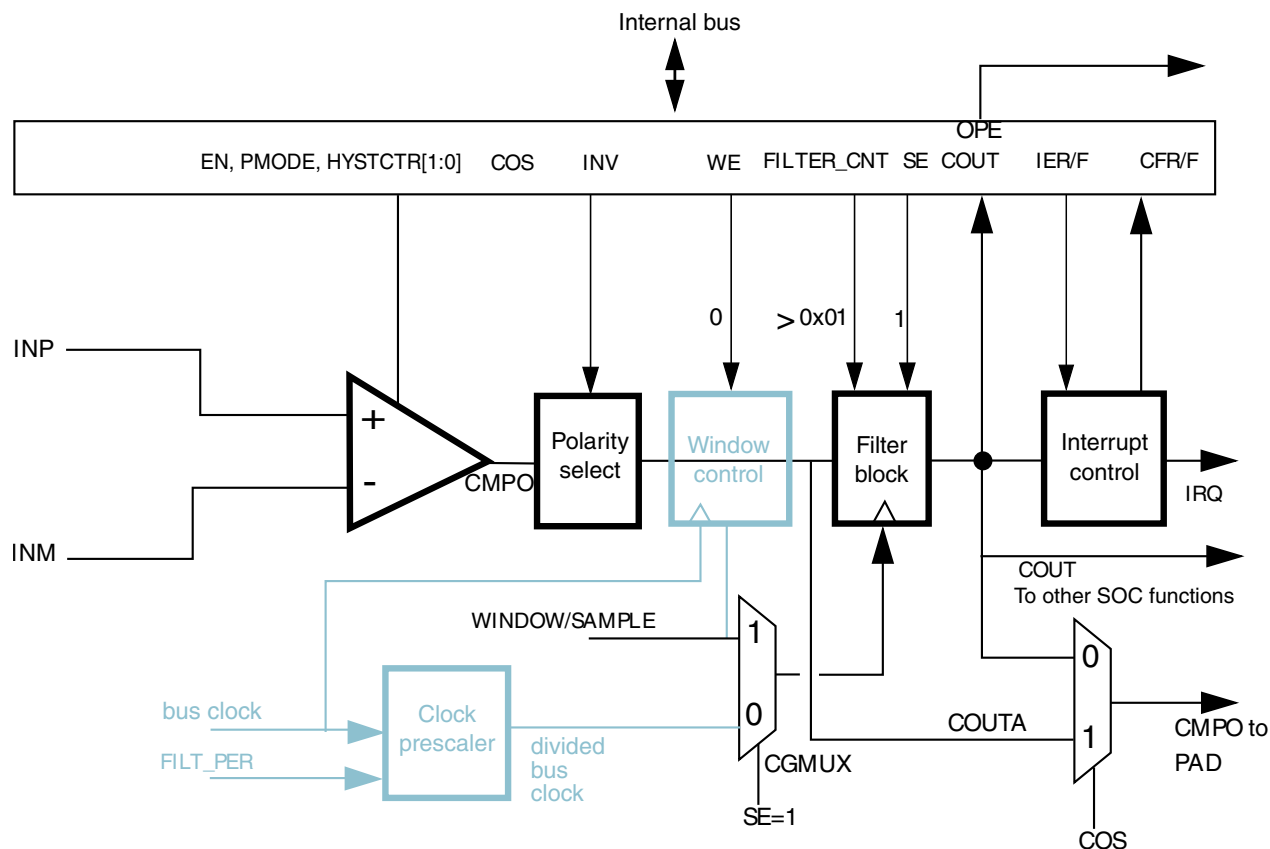 Internal bus
OPE
EN, PMODE, HYSTCTR[1:0] COS INV WE FILTER_CNT SE COUT IER/F CFR/F
0 > 0x01 1
INP
+
-
INM
CMPO
Polarity
select
Window
control
Filter
block
Interrupt
control
IRQ
COUT
To other SOC functions
WINDOW/SAMPLE
1
0
CGMUX
SE=1
bus clock
FILT_PER
Clock
prescaler
divided
bus
clock
COUTA
0
1
CMPO to
PAD
COS